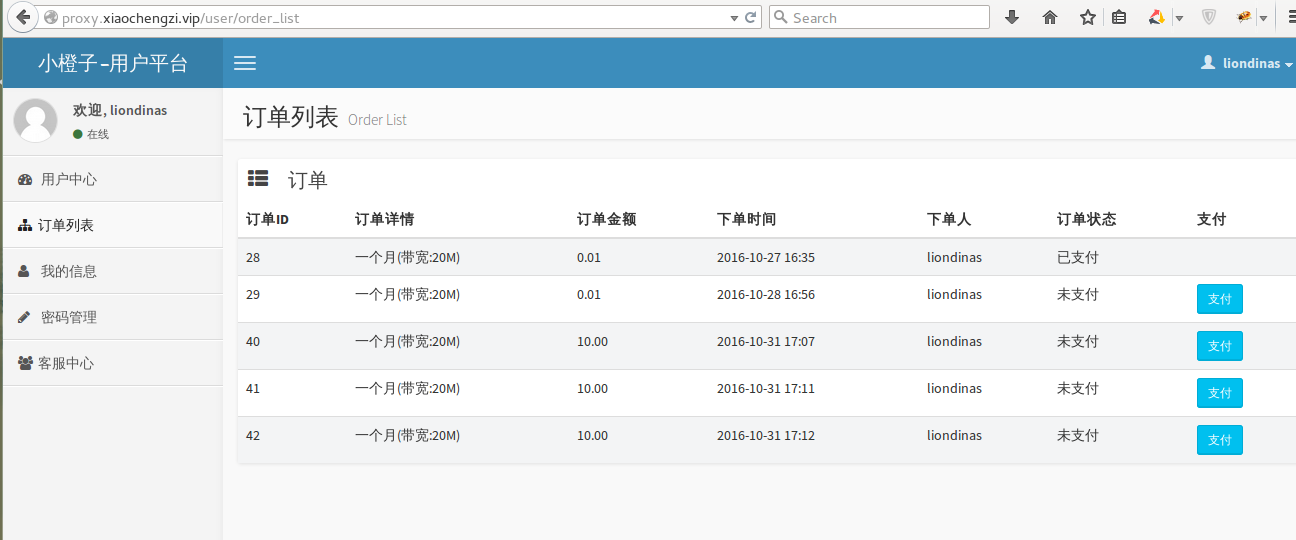 proxy.xiaochengzi.vip/user/order_list
Search
小橙子-用户平台
liondinas
欢迎, liondinas
在线
订单列表 Order List
用户中心
订单列表
我的信息
密码管理
客服中心
订单
订单ID 订单详情 订单金额 下单时间 下单人 订单状态 支付
28 一个月(带宽:20M) 0.01 2016-10-27 16:35 liondinas 已支付
29 一个月(带宽:20M) 0.01 2016-10-28 16:56 liondinas 未支付 支付
40 一个月(带宽:20M) 10.00 2016-10-31 17:07 liondinas 未支付 支付
41 一个月(带宽:20M) 10.00 2016-10-31 17:11 liondinas 未支付 支付
42 一个月(带宽:20M) 10.00 2016-10-31 17:12 liondinas 未支付 支付